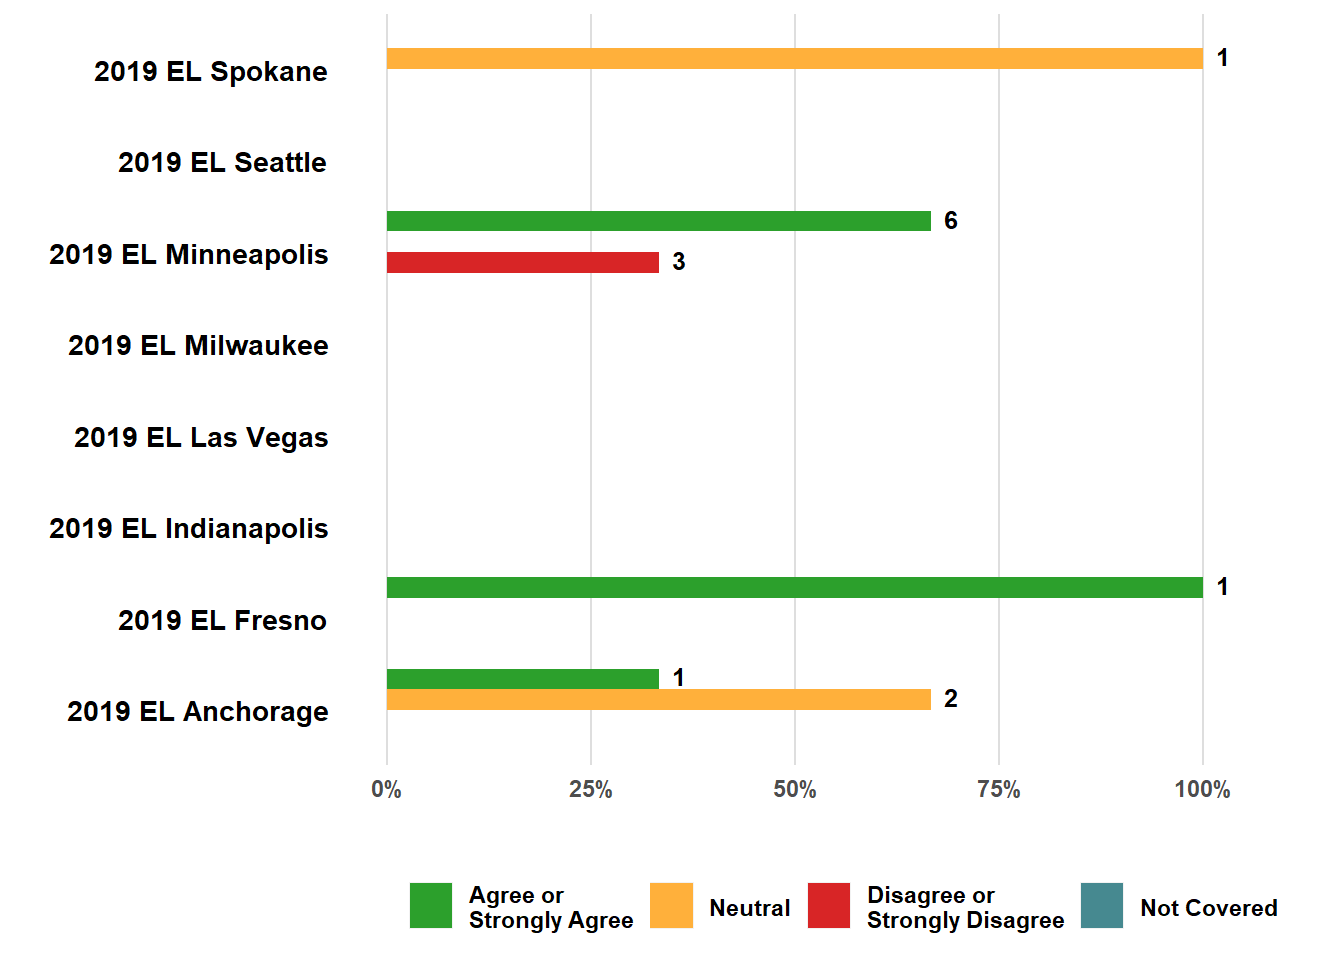 2019 EL Spokane
1
2019 EL Seattle
6
2019 EL Minneapolis
3
2019 EL Milwaukee
2019 EL Las Vegas
2019 EL Indianapolis
1
2019 EL Fresno
1
2019 EL Anchorage
2
0% 25% 50% 75% 100%
Agree or
Strongly Agree
Neutral
Disagree or
Strongly Disagree
Not Covered